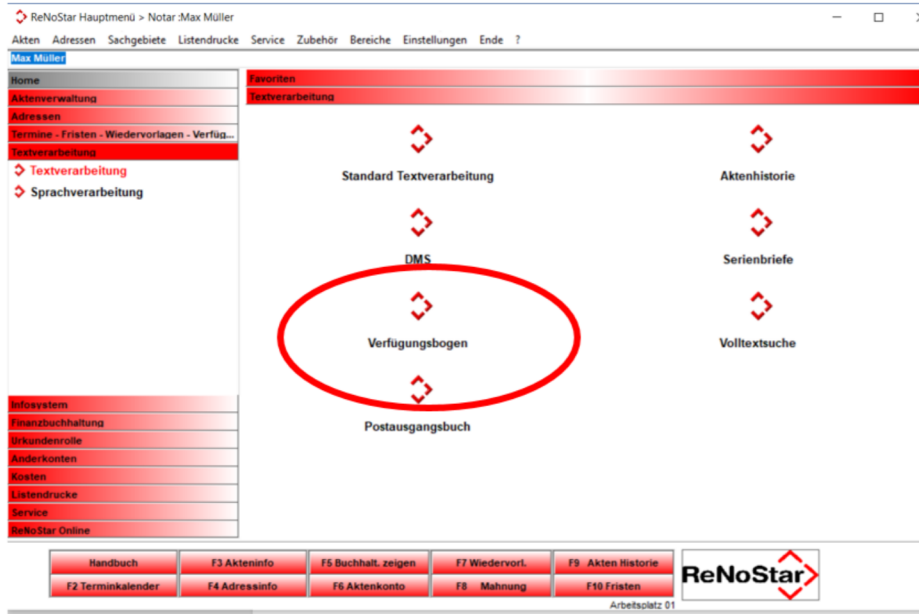 ReNoStar Hauptmenü > Notar :Max Müller
Akten Adressen Sachgebiete Listendrucke Service Zubehör Bereiche Einstellungen Ende ?
Max Müller
Home
Aktenverwaltung
Adressen
Termine - Fristen - Wiedervorlagen - Verfüg...
Textverarbeitung
Textverarbeitung
Sprachverarbeitung
Infosystem
Finanzbuchhaltung
Urkundenrolle
Anderkonten
Kosten
Listendrucke
Service
ReNoStar Online
Favoriten
Textverarbeitung
Standard Textverarbeitung
Aktenhistorie
DMS
Serienbriefe
Verfügungsbogen
Volltextsuche
Postausgangsbuch
Handbuch F3 Akteninfo F5 Buchhalt. zeigen F7 Wiedervorl. F9 Akten Historie
F2 Terminkalender F4 Adressinfo F6 Aktenkonto F8 Mahnung F10 Fristen
ReNoStar
Arbeitsplatz 01